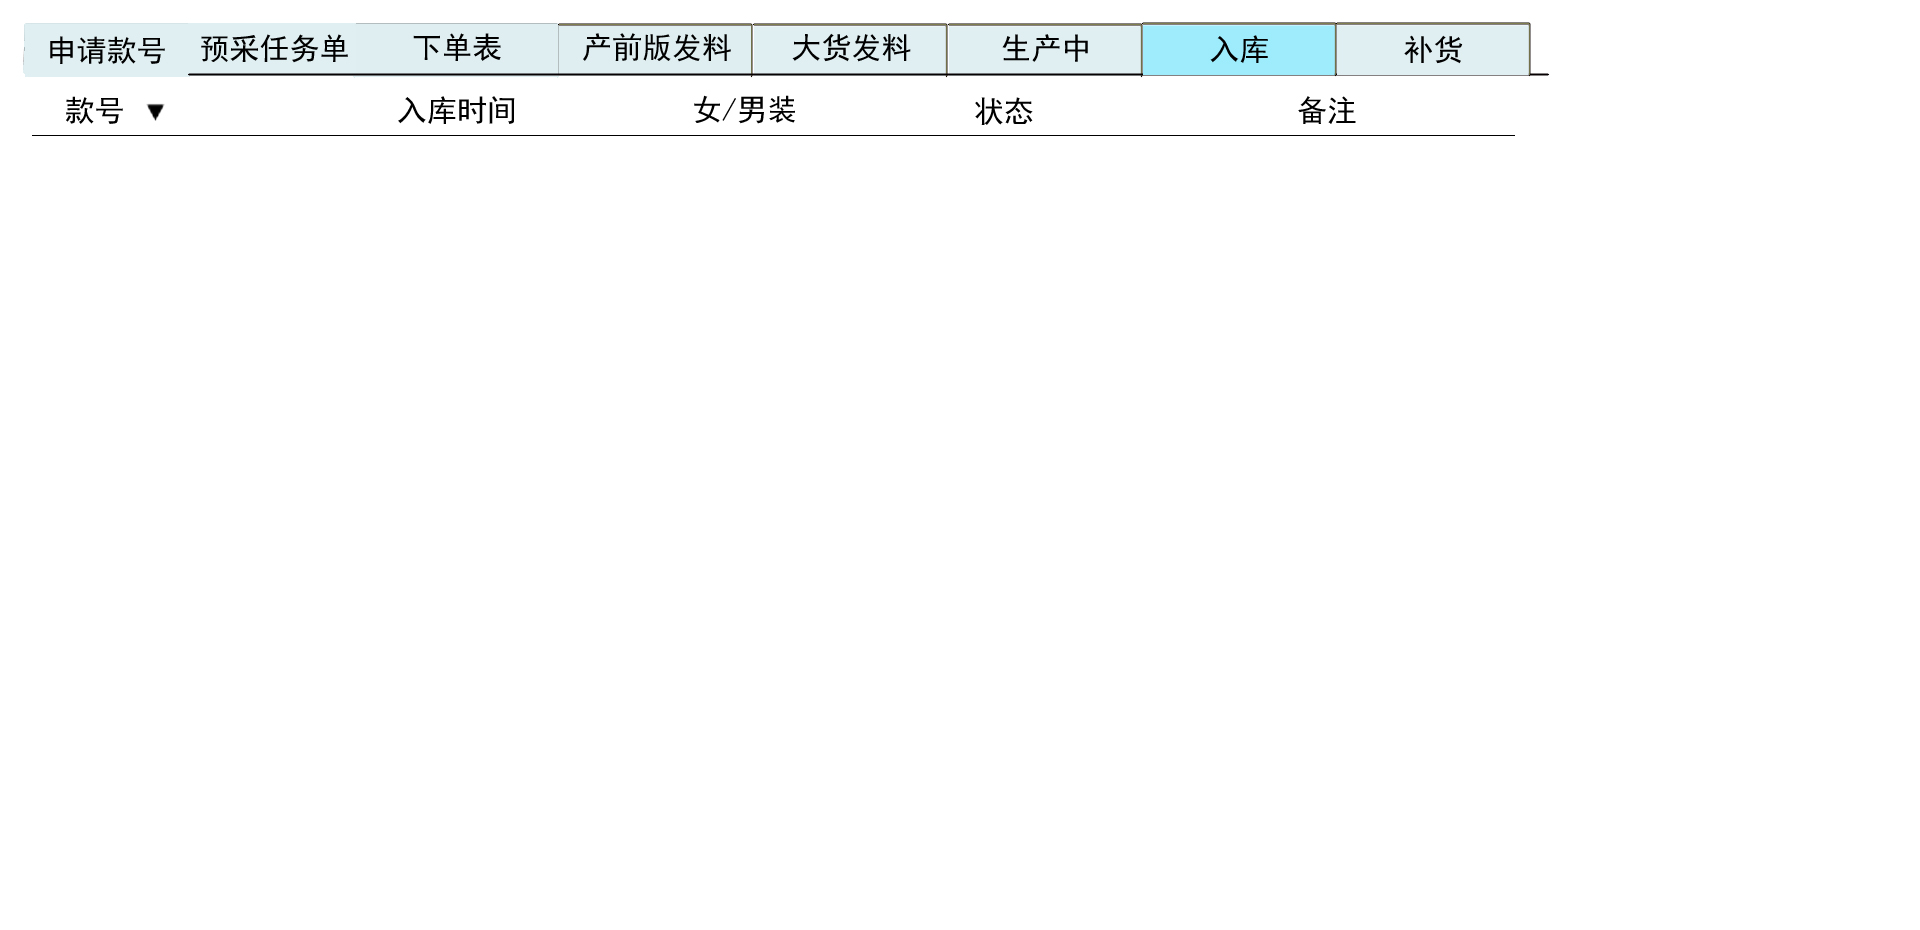 申请款号 预采任务单 下单表 产前版发料 大货发料 生产中 入库 补货
款号 ▼ 入库时间 女/男装 状态 备注